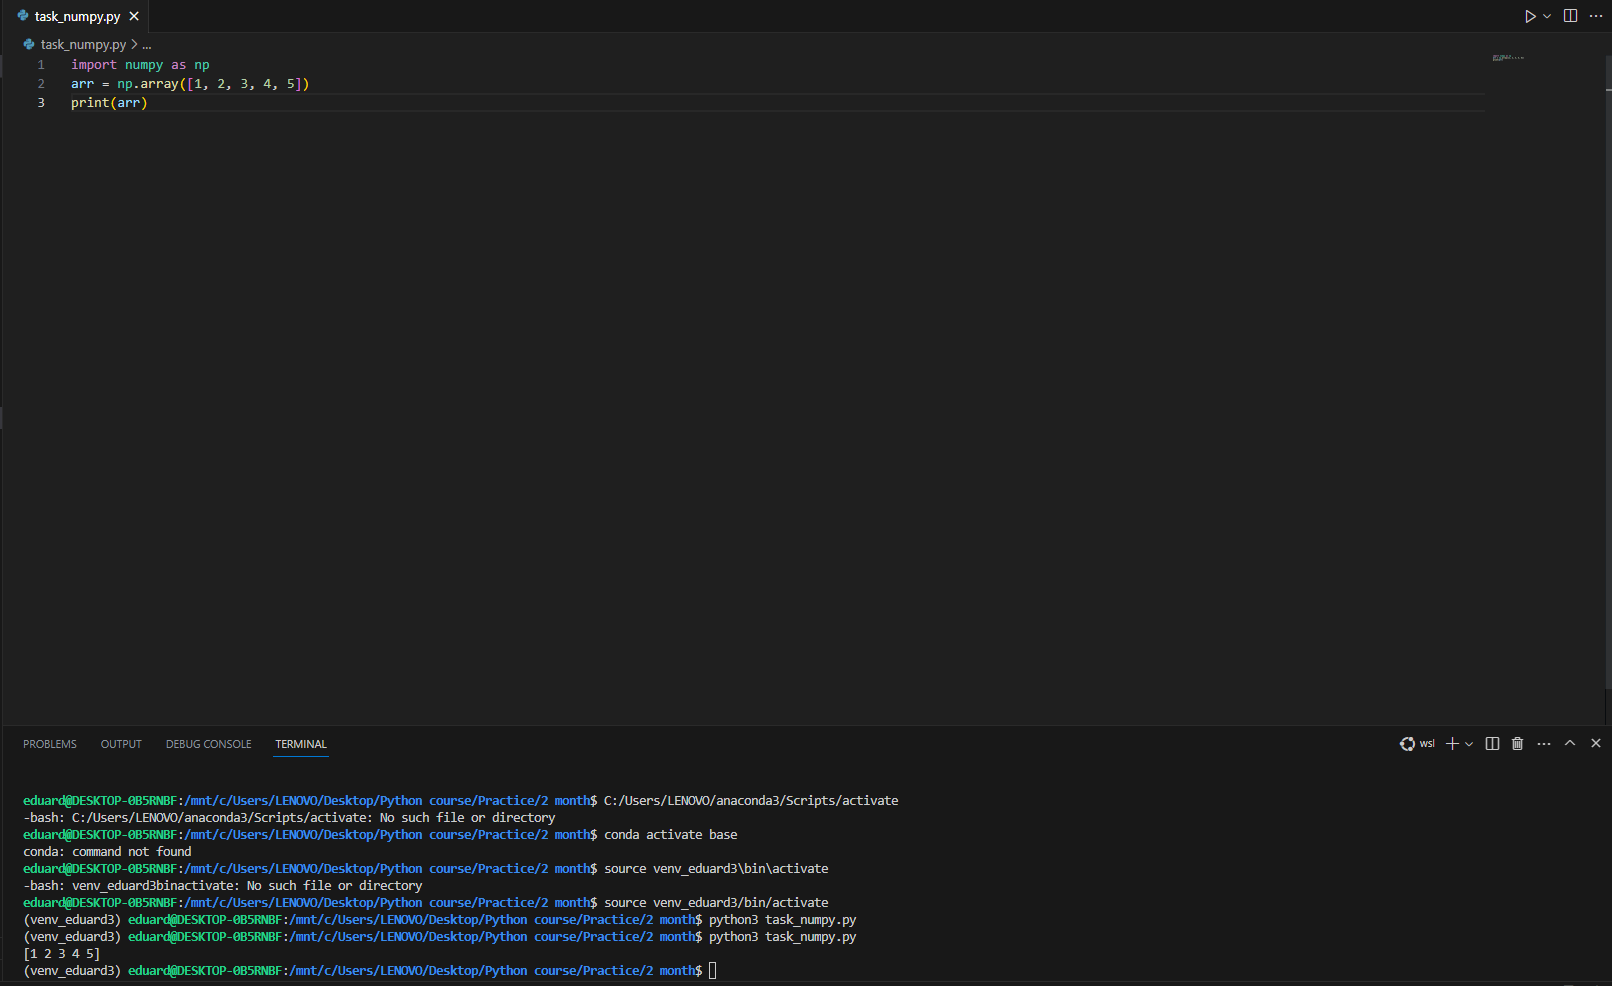 task_numpy.py
task_numpy.py > ...
1 import numpy as np
2 arr = np.array([1, 2, 3, 4, 5])
3 print(arr)
PROBLEMS OUTPUT DEBUG CONSOLE TERMINAL wsl
eduard@DESKTOP-0B5RNBF:/mnt/c/Users/LENOVO/Desktop/Python course/Practice/2 month$ C:/Users/LENOVO/anaconda3/Scripts/activate
-bash: C:/Users/LENOVO/anaconda3/Scripts/activate: No such file or directory
eduard@DESKTOP-0B5RNBF:/mnt/c/Users/LENOVO/Desktop/Python course/Practice/2 month$ conda activate base
conda: command not found
eduard@DESKTOP-0B5RNBF:/mnt/c/Users/LENOVO/Desktop/Python course/Practice/2 month$ source venv_eduard3\bin\activate
-bash: venv_eduard3binactivate: No such file or directory
eduard@DESKTOP-0B5RNBF:/mnt/c/Users/LENOVO/Desktop/Python course/Practice/2 month$ source venv_eduard3/bin/activate
(venv_eduard3) eduard@DESKTOP-0B5RNBF:/mnt/c/Users/LENOVO/Desktop/Python course/Practice/2 month$ python3 task_numpy.py
(venv_eduard3) eduard@DESKTOP-0B5RNBF:/mnt/c/Users/LENOVO/Desktop/Python course/Practice/2 month$ python3 task_numpy.py
[1 2 3 4 5]
(venv_eduard3) eduard@DESKTOP-0B5RNBF:/mnt/c/Users/LENOVO/Desktop/Python course/Practice/2 month$